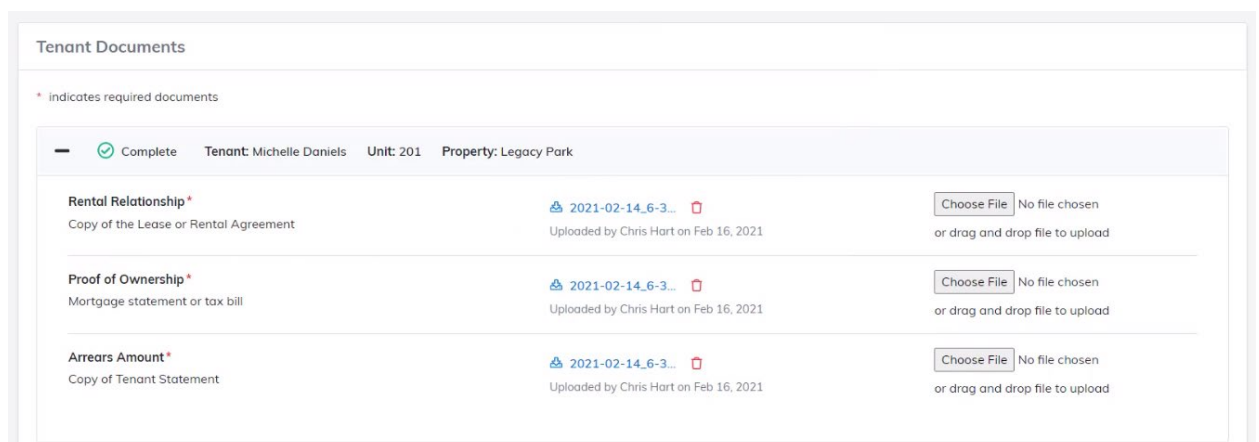 Tenant Documents
* indicates required documents
Complete Tenant: Michelle Daniels Unit: 201 Property: Legacy Park
Rental Relationship*
Copy of the Lease or Rental Agreement
2021-02-14_6-3...
Uploaded by Chris Hart on Feb 16, 2021
Choose File No file chosen
or drag and drop file to upload
Proof of Ownership*
Mortgage statement or tax bill
2021-02-14_6-3...
Uploaded by Chris Hart on Feb 16, 2021
Choose File No file chosen
or drag and drop file to upload
Arrears Amount*
Copy of Tenant Statement
2021-02-14_6-3...
Uploaded by Chris Hart on Feb 16, 2021
Choose File No file chosen
or drag and drop file to upload